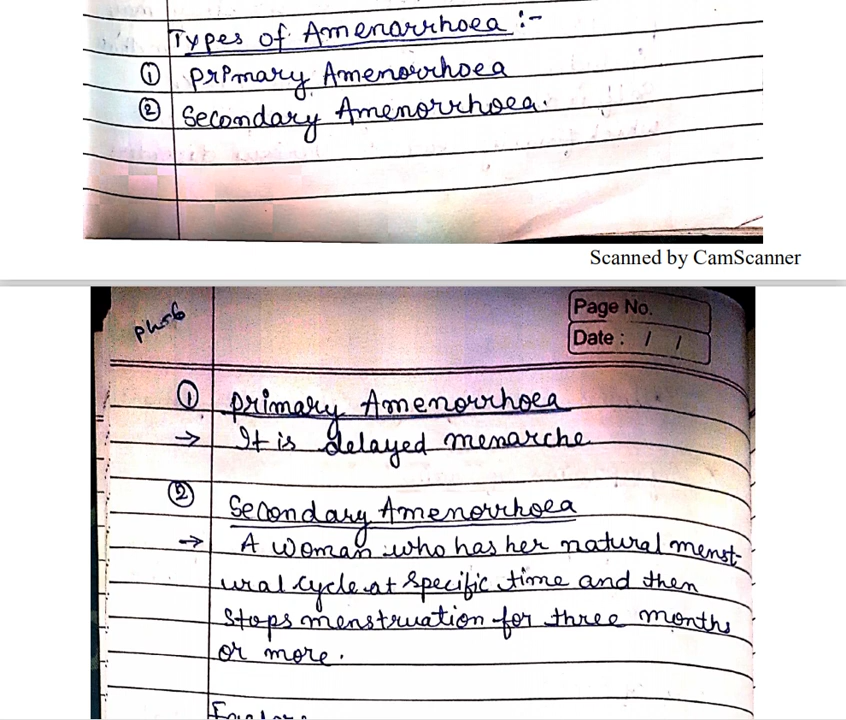 Types of Amenorrhoea :-
① Primary Amenorrhoea
② Secondary Amenorrhoea.
Scanned by CamScanner
Page No.
Date : / /
① Primary Amenorrhoea
→ It is delayed menarche
② Secondary Amenorrhoea
→ A woman who has her natural menst-
ural cycle at specific time and then
stops menstruation for three months
or more.